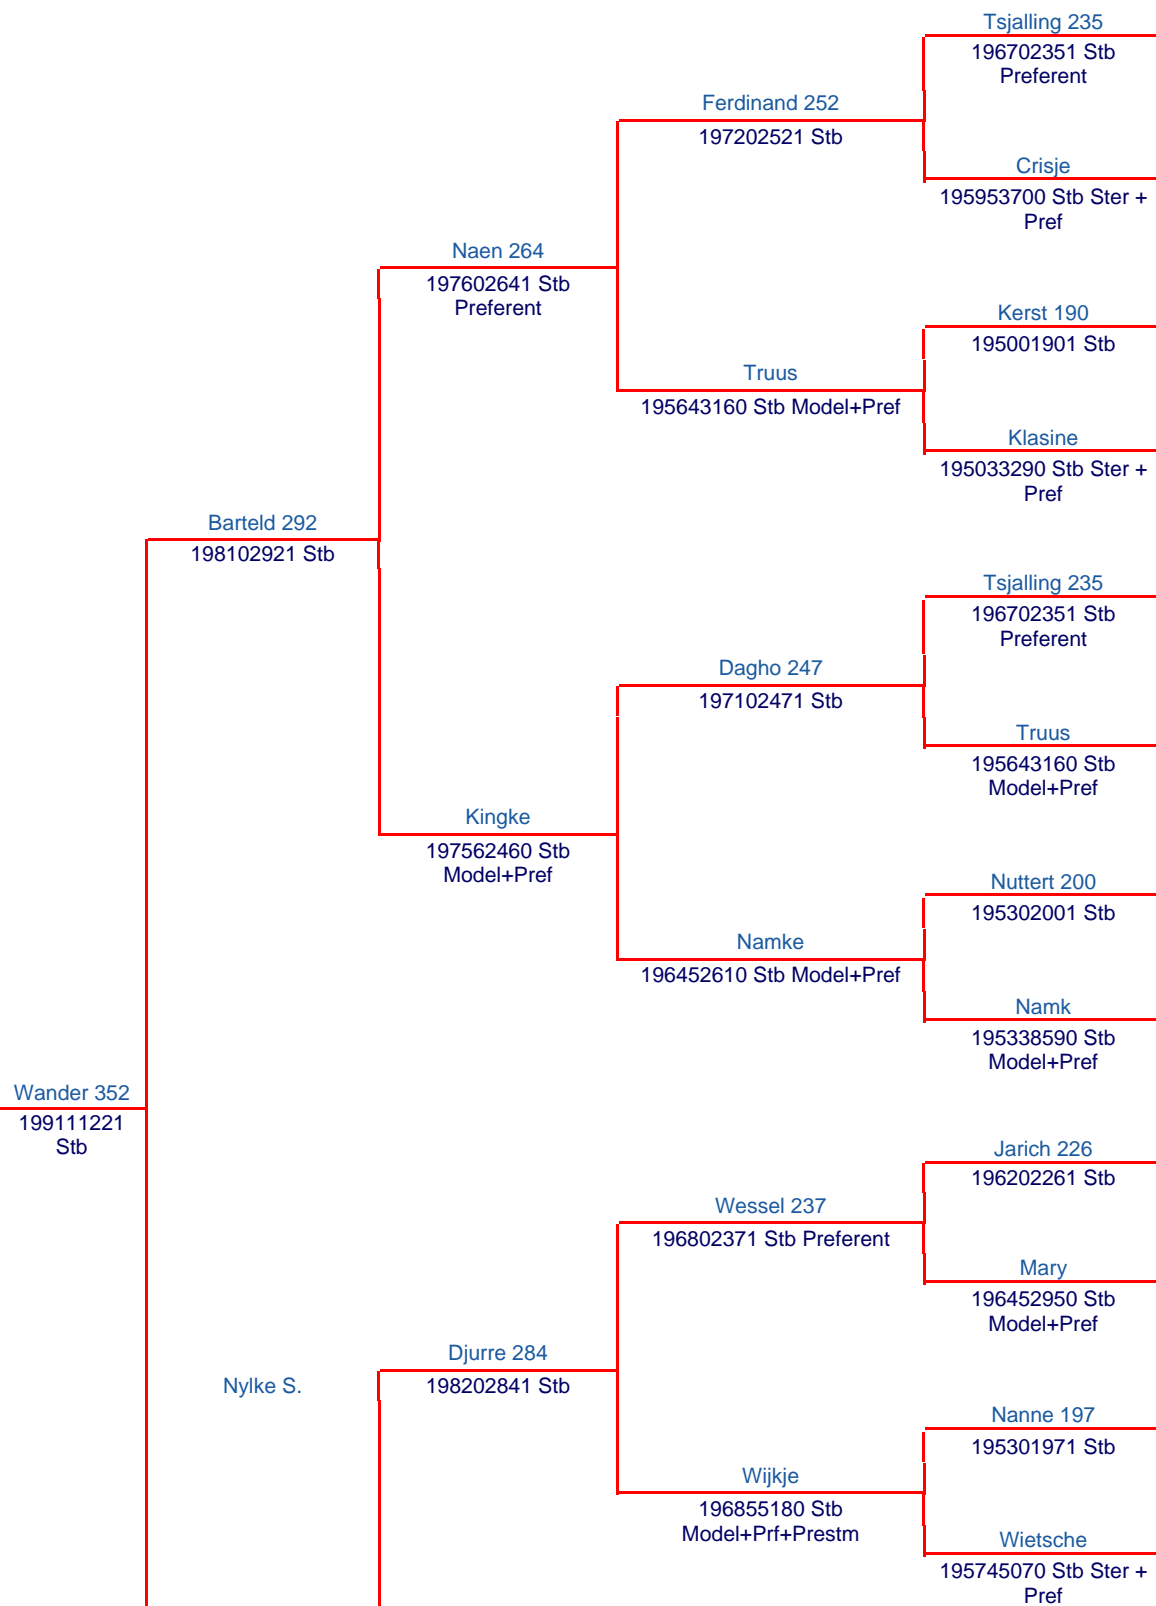 Tsjalling 235
196702351 Stb
Preferent
Ferdinand 252
197202521 Stb
Crisje
195953700 Stb Ster +
Pref
Naen 264
197602641 Stb
Preferent
Kerst 190
195001901 Stb
Truus
195643160 Stb Model+Pref
Klasine
195033290 Stb Ster +
Pref
Barteld 292
198102921 Stb
Tsjalling 235
196702351 Stb
Preferent
Dagho 247
197102471 Stb
Truus
195643160 Stb
Model+Pref
Kingke
197562460 Stb
Model+Pref
Nuttert 200
195302001 Stb
Namke
196452610 Stb Model+Pref
Namk
195338590 Stb
Model+Pref
Wander 352
199111221
Stb
Jarich 226
196202261 Stb
Wessel 237
196802371 Stb Preferent
Mary
196452950 Stb
Model+Pref
Djurre 284
198202841 Stb
Nylke S.
Nanne 197
195301971 Stb
Wijkje
196855180 Stb
Model+Prf+Prestm
Wietsche
195745070 Stb Ster +
Pref